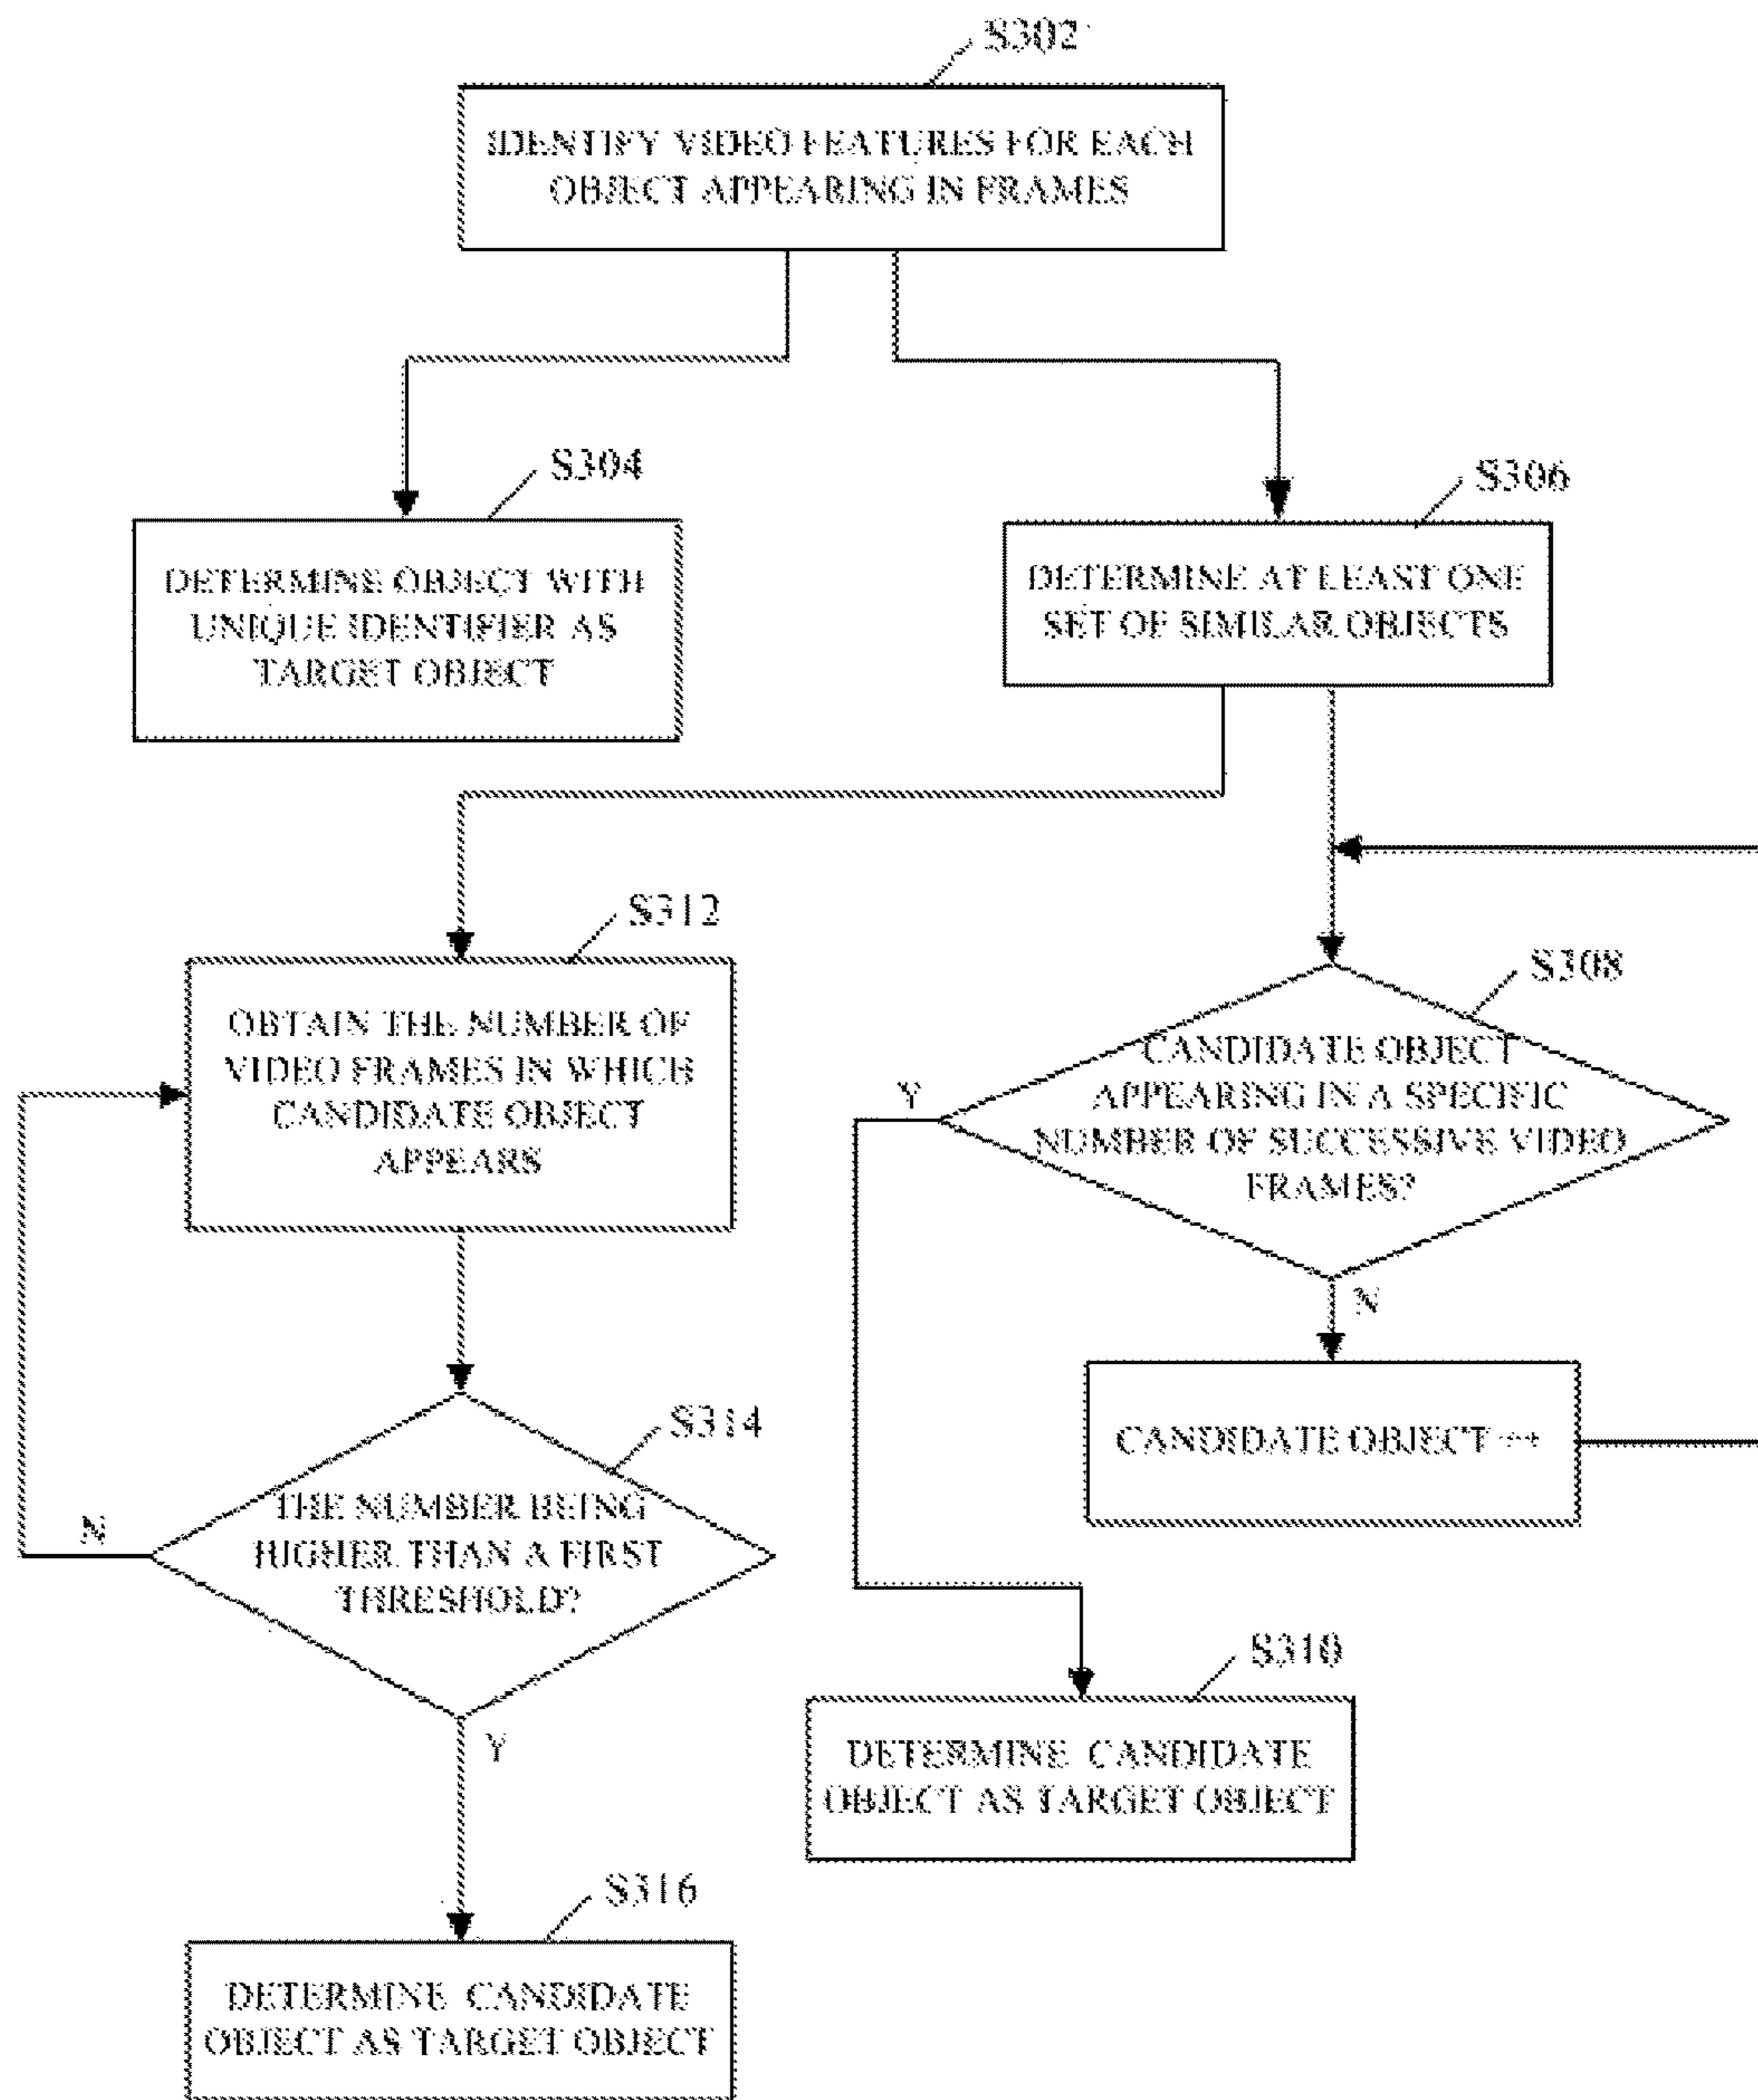 S302
IDENTIFY VIDEO FEATURES FOR EACH
OBJECT APPEARING IN FRAMES
S304
DETERMINE OBJECT WITH
UNIQUE IDENTIFIER AS
TARGET OBJECT
S306
DETERMINE AT LEAST ONE
SET OF SIMILAR OBJECTS
S312
OBTAIN THE NUMBER OF
VIDEO FRAMES IN WHICH
CANDIDATE OBJECT
APPEARS
S308
CANDIDATE OBJECT
APPEARING IN A SPECIFIC
NUMBER OF SUCCESSIVE VIDEO
FRAMES?
Y
N
CANDIDATE OBJECT ++
S314
THE NUMBER BEING
HIGHER THAN A FIRST
THRESHOLD?
N
Y
S310
DETERMINE CANDIDATE
OBJECT AS TARGET OBJECT
S316
DETERMINE CANDIDATE
OBJECT AS TARGET OBJECT